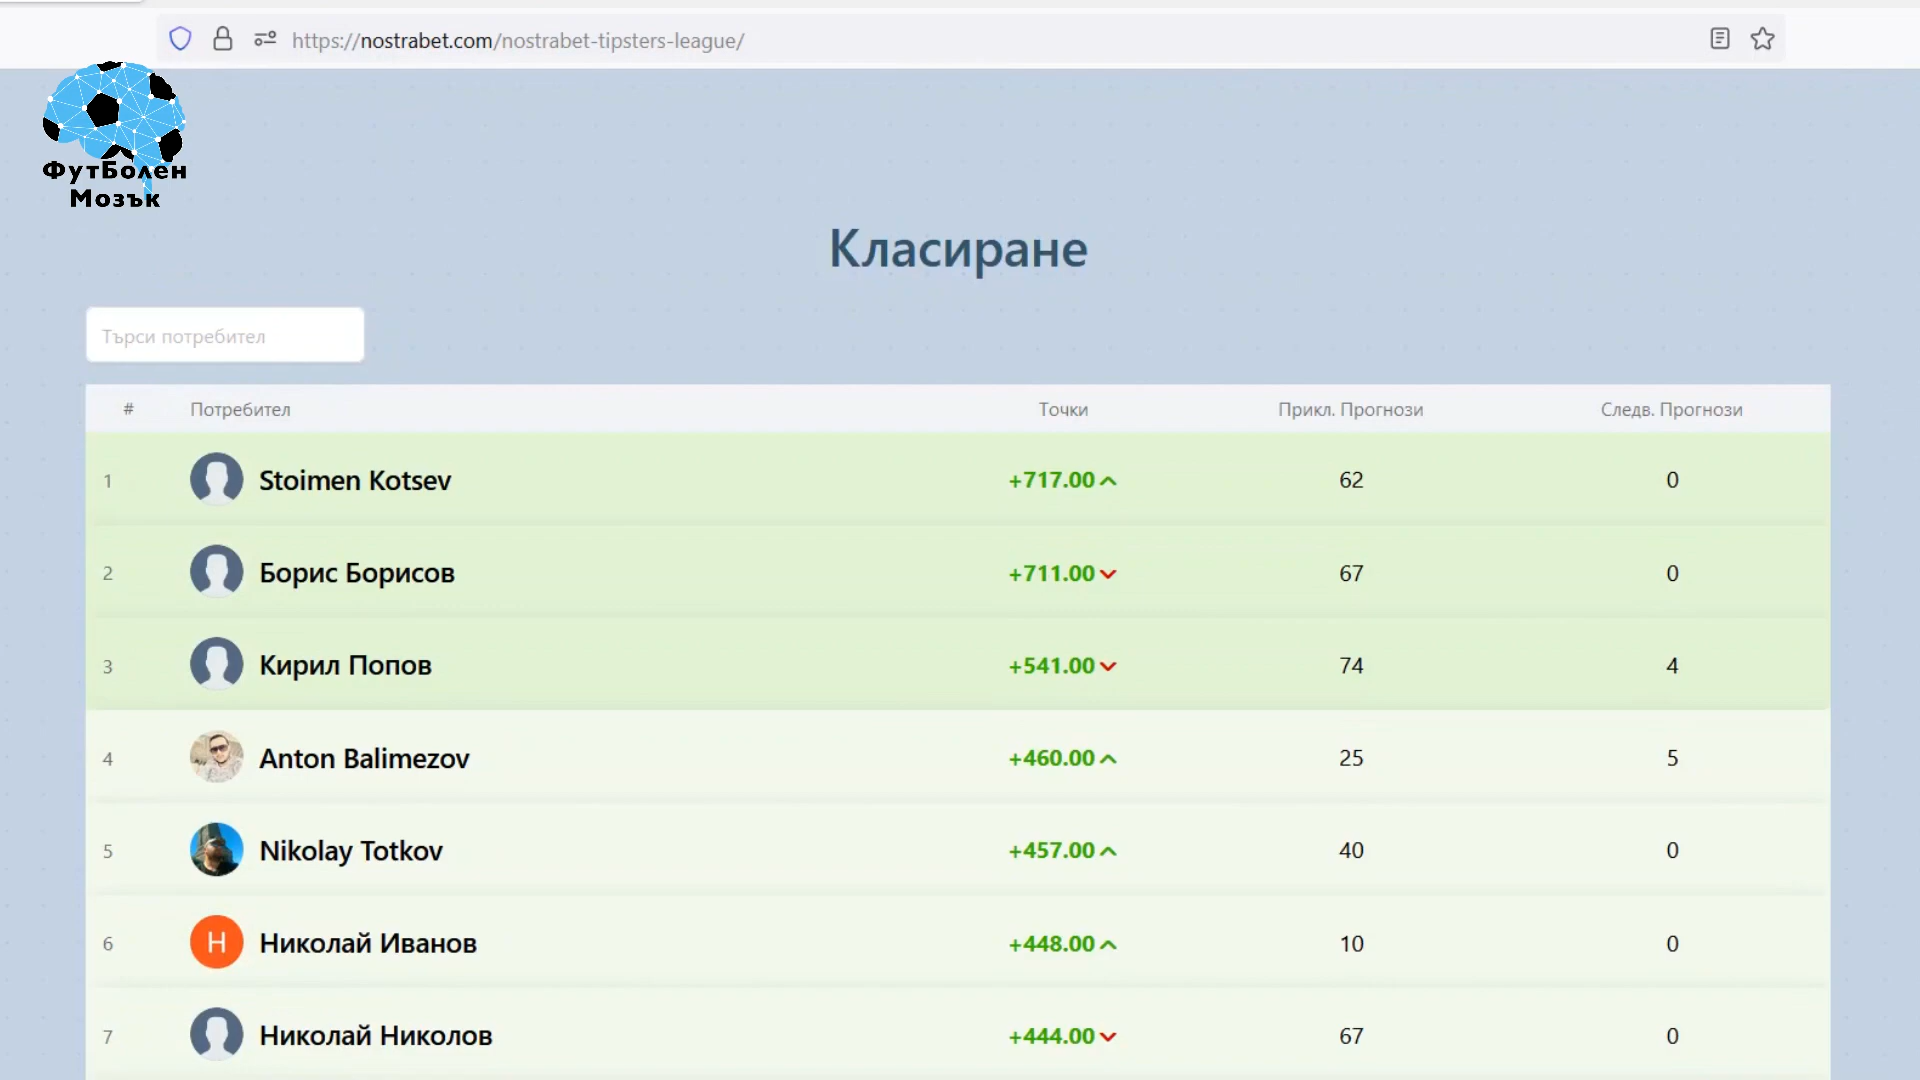 https://nostrabet.com/nostrabet-tipsters-league/
ФутБолен
Мозък
Класиране
Търси потребител
# Потребител Точки Прикл. Прогнози Следв. Прогнози
1 Stoimen Kotsev +717.00 62 0
2 Борис Борисов +711.00 67 0
3 Кирил Попов +541.00 74 4
4 Anton Balimezov +460.00 25 5
5 Nikolay Totkov +457.00 40 0
6 Н Николай Иванов +448.00 10 0
7 Николай Николов +444.00 67 0